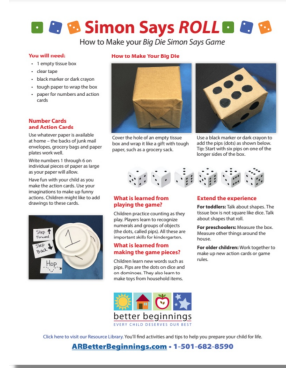 Simon Says ROLL
How to Make your Big Die Simon Says Game
You will need:
• 1 empty tissue box
• clear tape
• black marker or dark crayon
• tough paper to wrap the box
• paper for numbers and action
cards
Number Cards
and Action Cards
Use whatever paper is available
at home – the backs of junk mail
envelopes, grocery bags and paper
plates work well.
Write numbers 1 through 6 on
individual pieces of paper as large
as your paper will allow.
Have fun with your child as you
make the action cards. Use your
imaginations to make up funny
actions. Children might like to add
drawings to these cards.
Step
forward
Step
back
Hop
1
How to Make Your Big Die
Cover the hole of an empty tissue
box and wrap it like a gift with tough
paper, such as a grocery sack.
Use a black marker or dark crayon to
add the pips (dots) as shown below.
Tip: Start with six pips on one of the
longer sides of the box.
What is learned from
playing the game?
Children practice counting as they
play. Players learn to recognize
numerals and groups of objects
(the dots, called pips). All these are
important skills for kindergarten.
What is learned from
making the game pieces?
Children learn new words such as
pips. Pips are the dots on dice and
on dominoes. They also learn to
make toys from household items.
Extend the experience
For toddlers: Talk about shapes. The
tissue box is not square like dice. Talk
about shapes that roll.
For preschoolers: Measure the box.
Measure other things around the
house.
For older children: Work together to
make up new action cards or game
rules.
better beginnings
EVERY CHILD DESERVES OUR BEST
Click here to visit our Resource Library. You'll find activities and tips to help you prepare your child for life.
ARBetterBeginnings.com • 1-501-682-8590